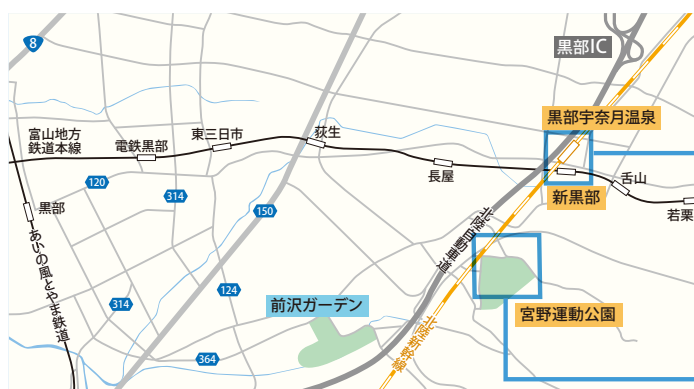 8
黒部IC
黒部宇奈月温泉
富山地方
鉄道本線
電鉄黒部
東三日市
荻生
長屋
新黒部
舌山
若栗
120
314
150
黒部
あいの風とやま鉄道
北陸自動車道
314
124
前沢ガーデン
宮野運動公園
北陸新幹線
364